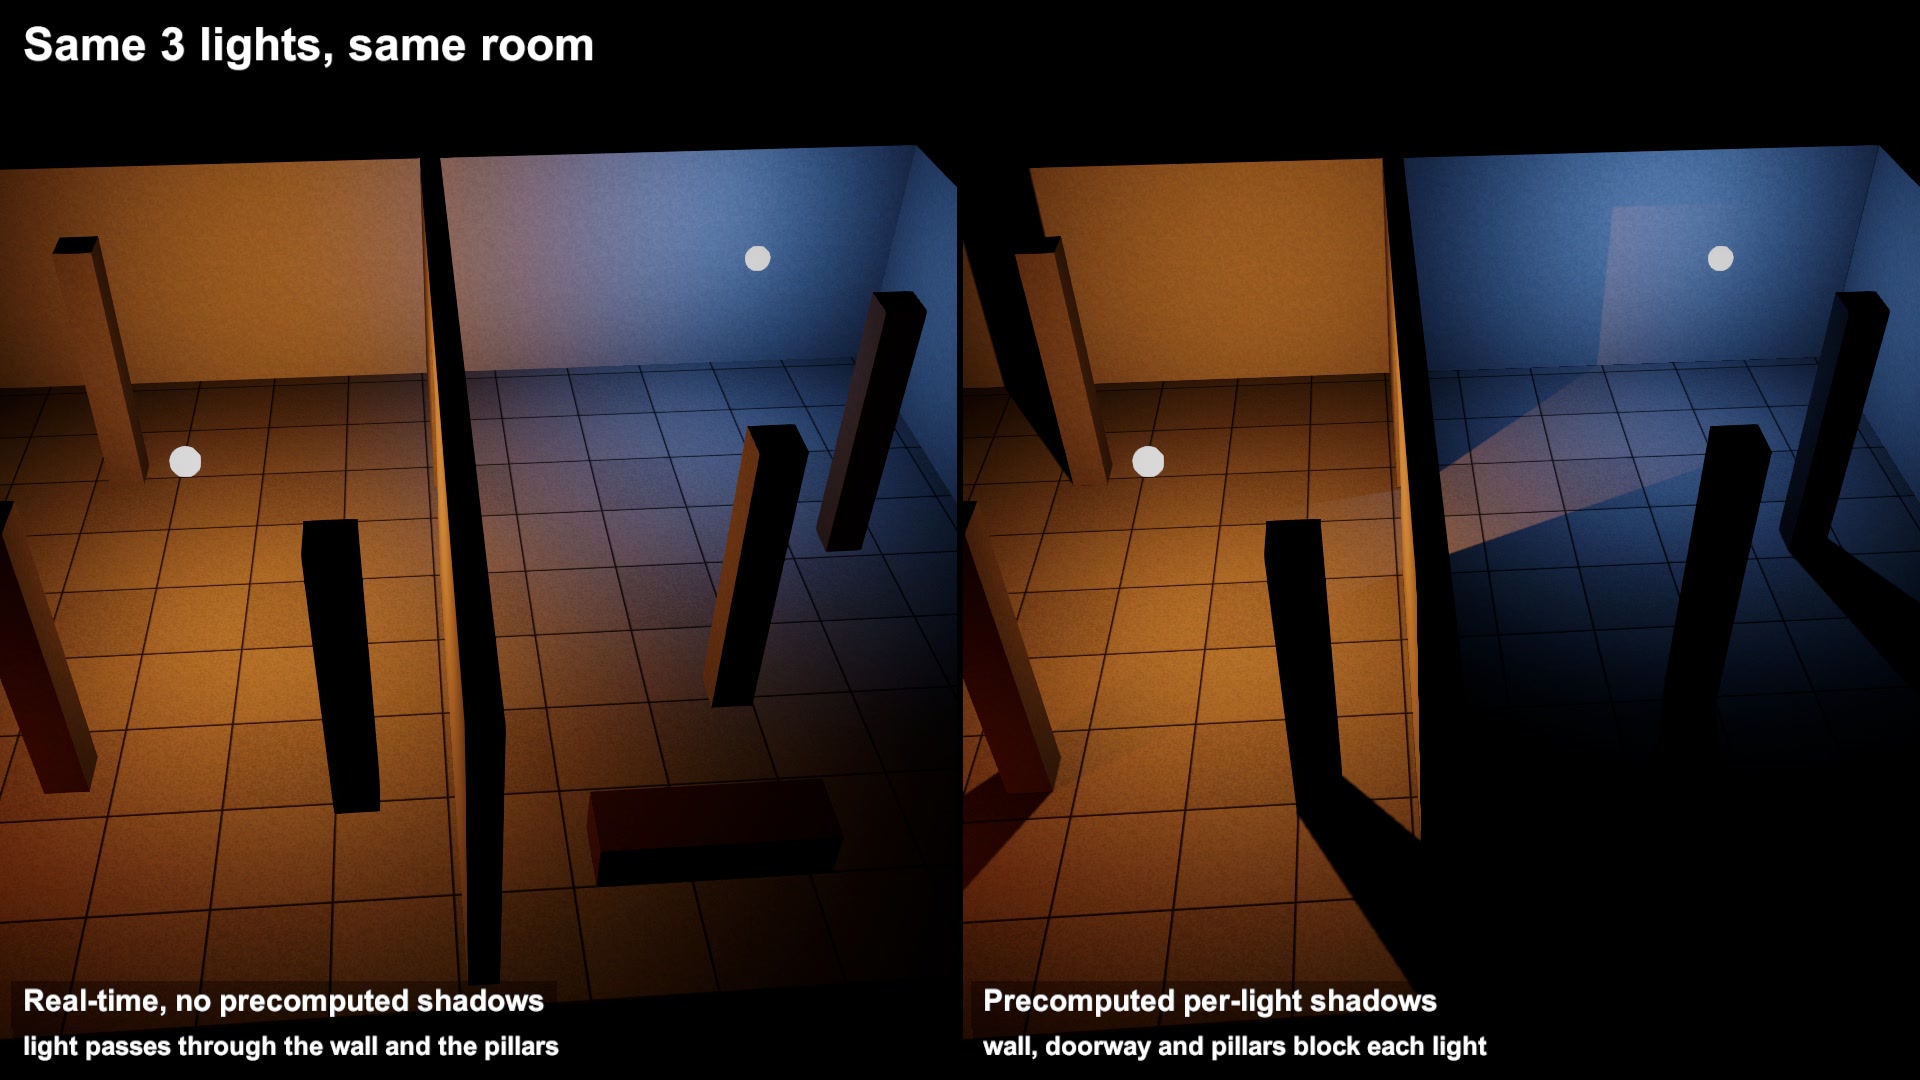 Same 3 lights, same room
Real-time, no precomputed shadows
light passes through the wall and the pillars
Precomputed per-light shadows
wall, doorway and pillars block each light